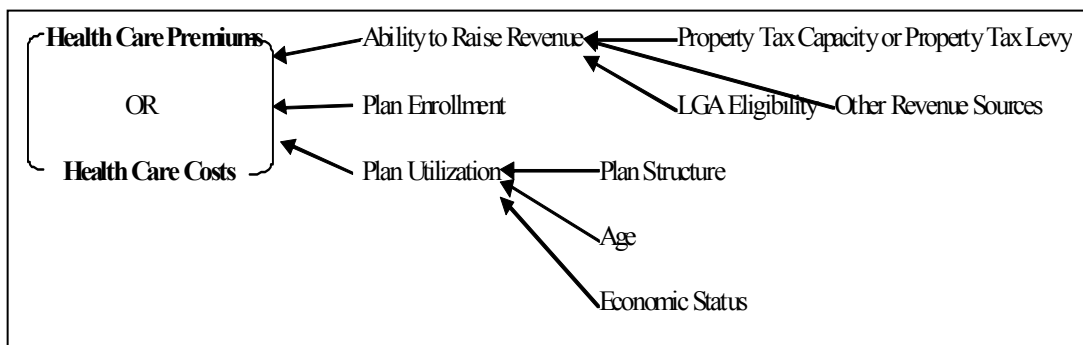 Health Care Premiums Ability to Raise Revenue Property Tax Capacity or Property Tax Levy
OR Plan Enrollment LGA Eligibility Other Revenue Sources
Health Care Costs Plan Utilization Plan Structure
Age
Economic Status